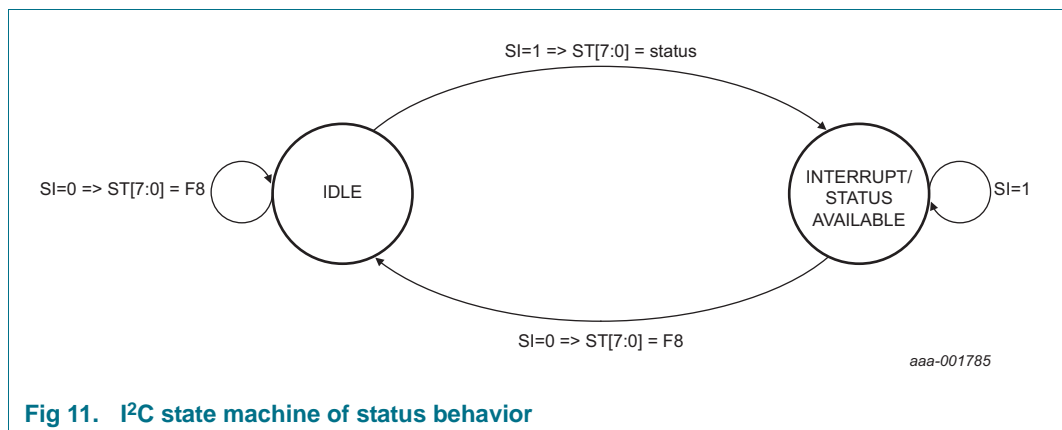 SI=1 => ST[7:0] = status
SI=0 => ST[7:0] = F8
IDLE
INTERRUPT/
STATUS
AVAILABLE
SI=1
SI=0 => ST[7:0] = F8
aaa-001785
Fig 11. I²C state machine of status behavior